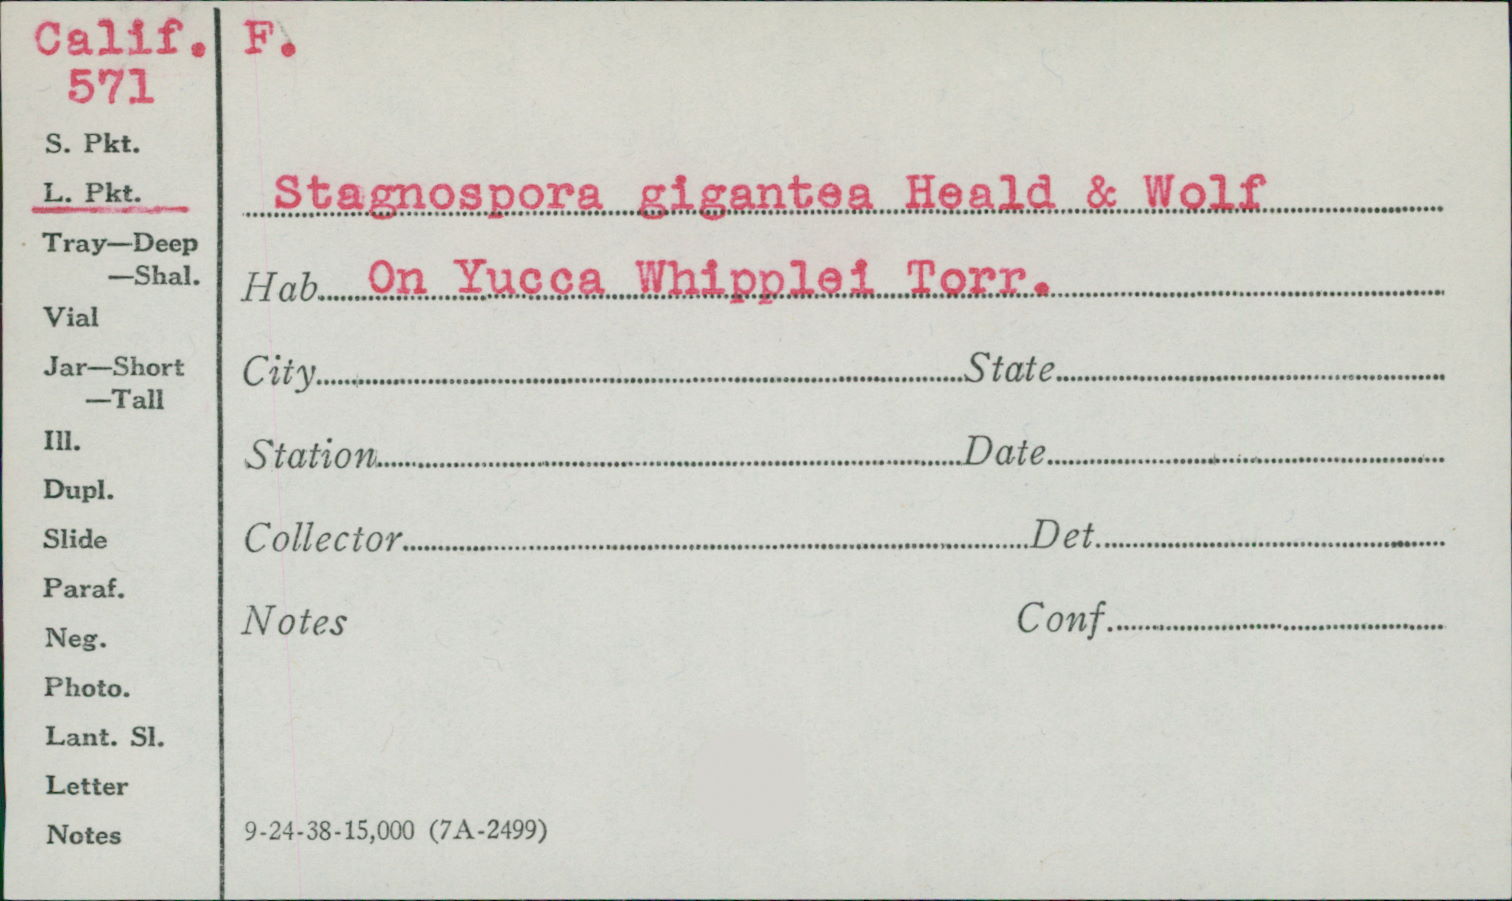 Calif. F.
571
S. Pkt.
L. Pkt.
Stagnospora gigantea Heald & Wolf
Tray—Deep
—Shal.
Hab. On Yucca Whipplei Torr.
Vial
Jar—Short
—Tall
City State
Ill.
Station Date
Dupl.
Slide
Collector Det.
Paraf.
Neg.
Notes Conf.
Photo.
Lant. Sl.
Letter
Notes
9-24-38-15,000 (7A-2499)